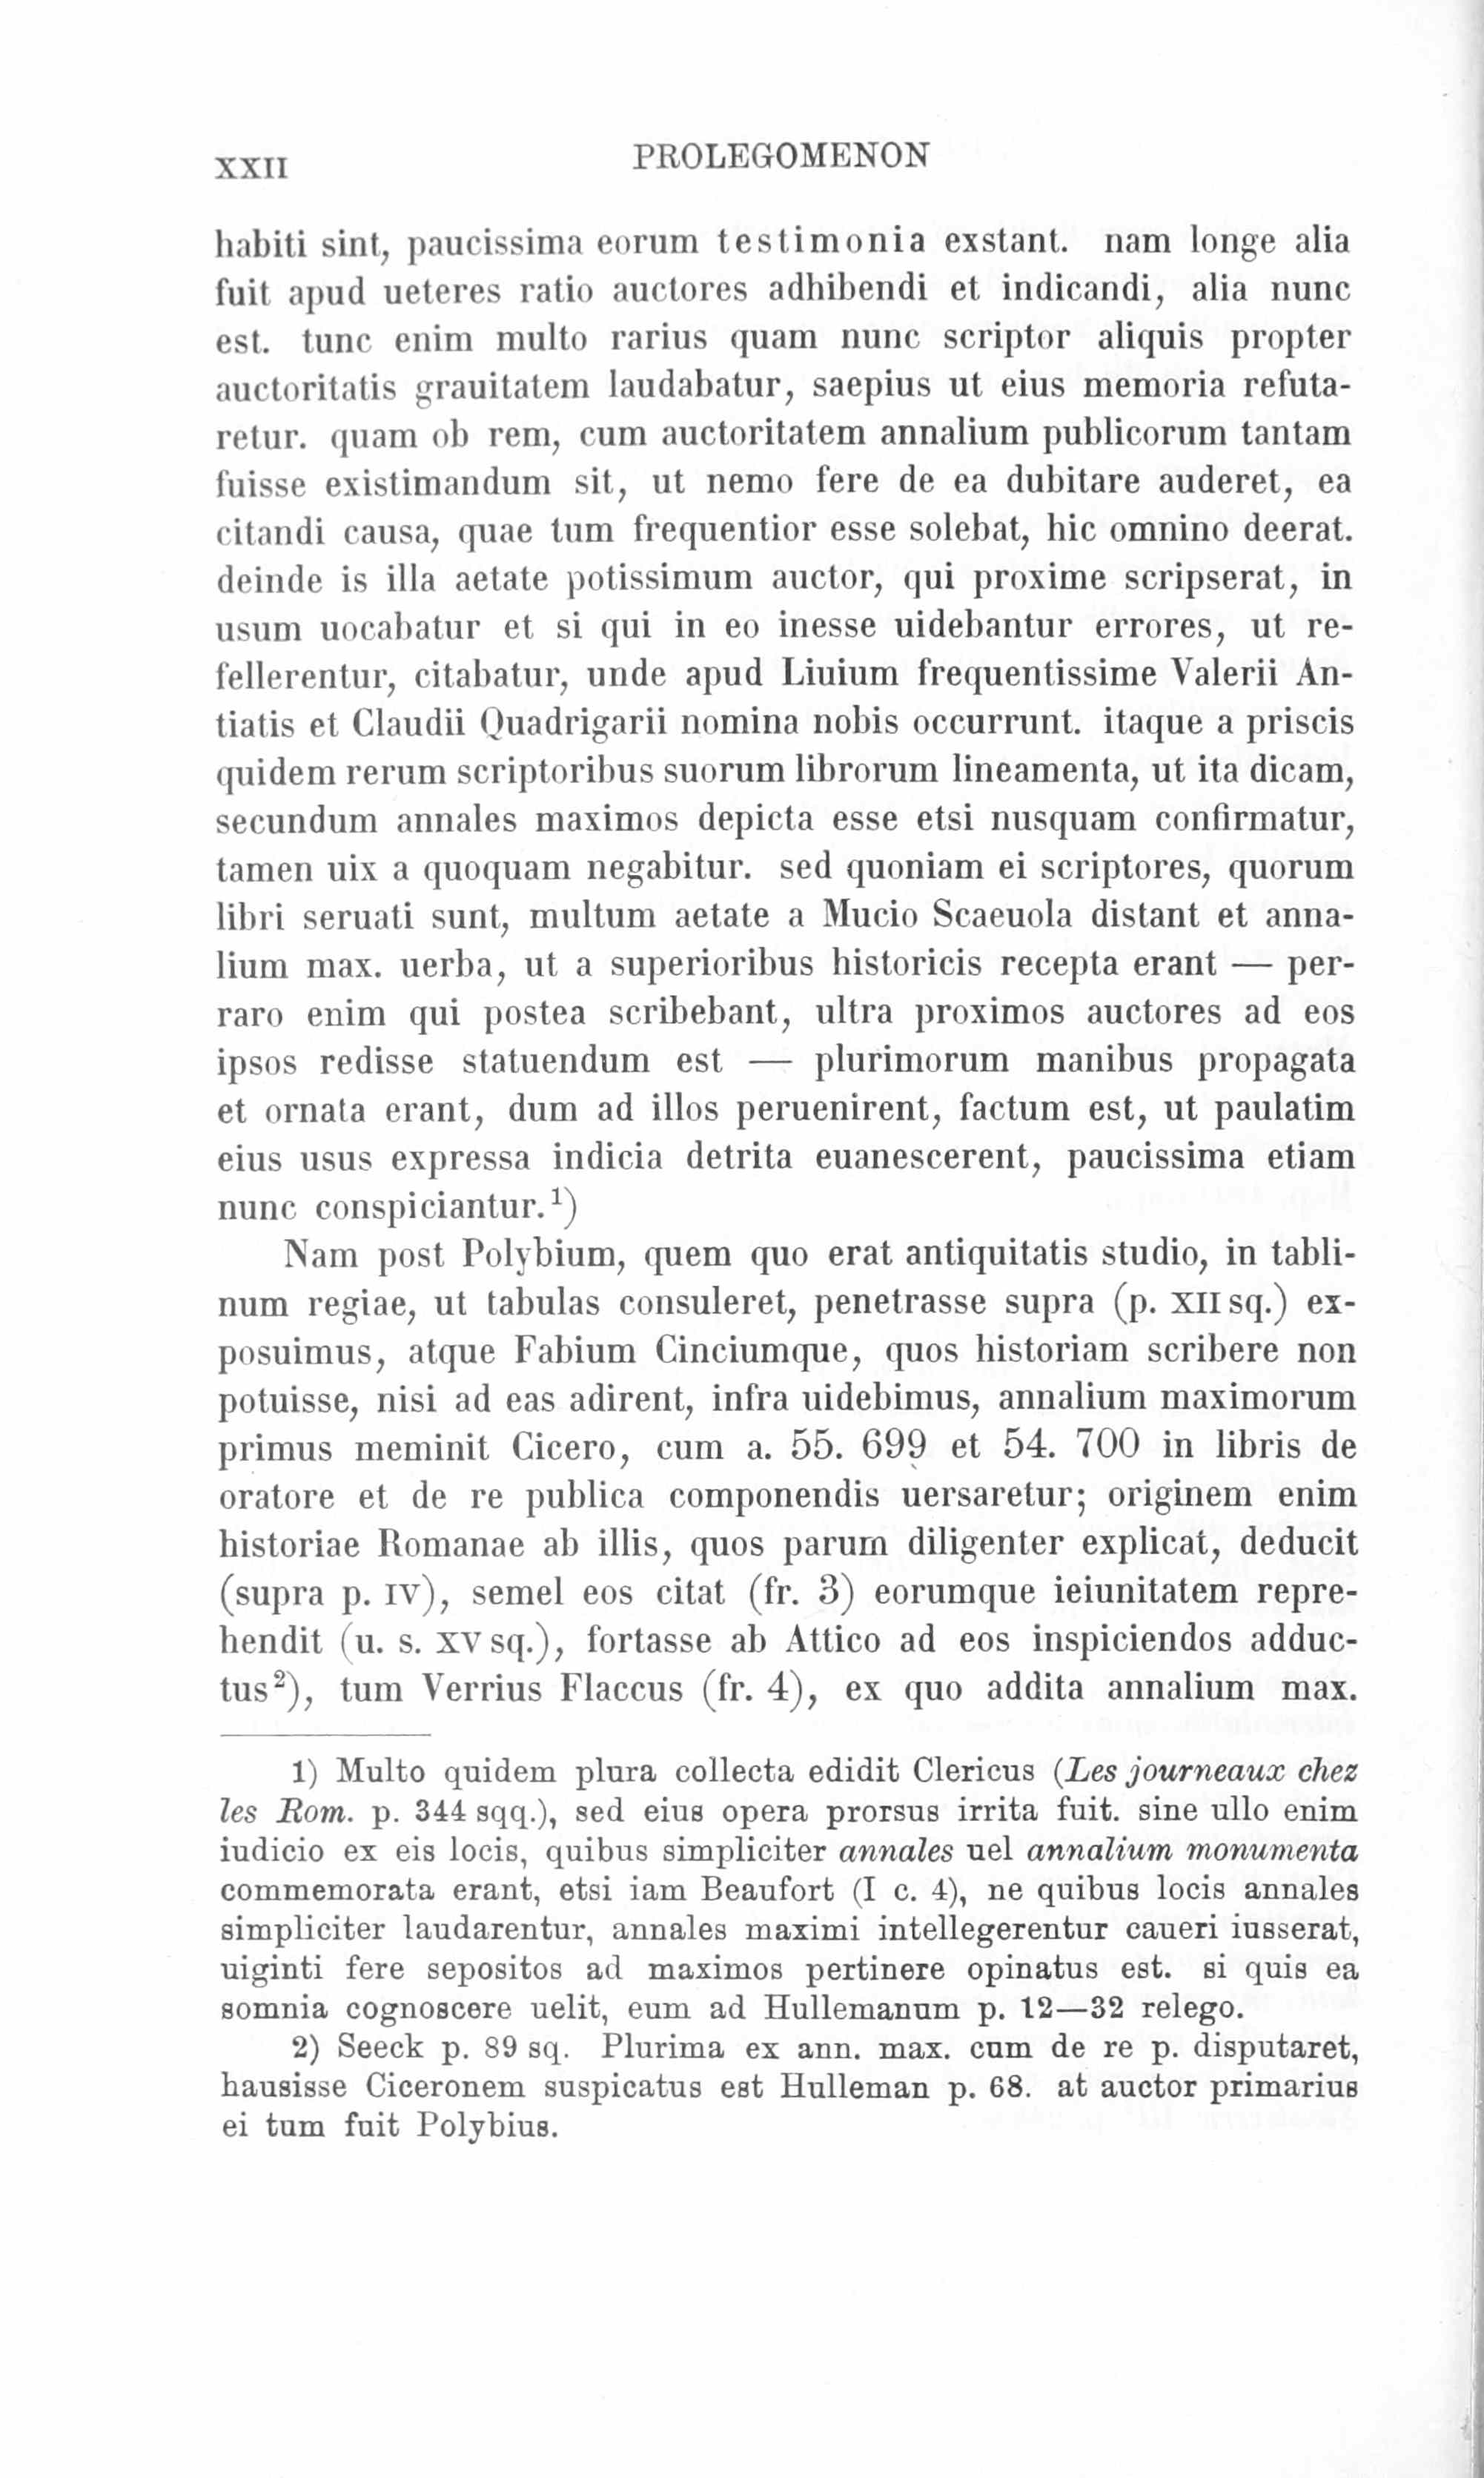 XXII PROLEGOMENON
habiti sint, paucissima eorum testimonia exstant. nam longe alia
fuit apud ueteres ratio auctores adhibendi et indicandi, alia nunc
est. tunc enim multo rarius quam nunc scriptor aliquis propter
auctoritatis grauitatem laudabatur, saepius ut eius memoria refuta-
retur. quam ob rem, cum auctoritatem annalium publicorum tantam
fuisse existimandum sit, ut nemo fere de ea dubitare auderet, ea
citandi causa, quae tum frequentior esse solebat, hic omnino deerat.
deinde is illa aetate potissimum auctor, qui proxime scripserat, in
usum uocabatur et si qui in eo inesse uidebantur errores, ut re-
fellerentur, citabatur, unde apud Liuium frequentissime Valerii An-
tiatis et Claudii Quadrigarii nomina nobis occurrunt. itaque a priscis
quidem rerum scriptoribus suorum librorum lineamenta, ut ita dicam,
secundum annales maximos depicta esse etsi nusquam confirmatur,
tamen uix a quoquam negabitur. sed quoniam ei scriptores, quorum
libri seruati sunt, multum aetate a Mucio Scaeuola distant et anna-
lium max. uerba, ut a superioribus historicis recepta erant — per-
raro enim qui postea scribebant, ultra proximos auctores ad eos
ipsos redisse statuendum est — plurimorum manibus propagata
et ornata erant, dum ad illos peruenirent, factum est, ut paulatim
eius usus expressa indicia detrita euanescerent, paucissima etiam
nunc conspiciantur.¹)
Nam post Polybium, quem quo erat antiquitatis studio, in tabli-
num regiae, ut tabulas consuleret, penetrasse supra (p. XII sq.) ex-
posuimus, atque Fabium Cinciumque, quos historiam scribere non
potuisse, nisi ad eas adirent, infra uidebimus, annalium maximorum
primus meminit Cicero, cum a. 55. 699 et 54. 700 in libris de
oratore et de re publica componendis uersaretur; originem enim
historiae Romanae ab illis, quos parum diligenter explicat, deducit
(supra p. IV), semel eos citat (fr. 3) eorumque ieiunitatem repre-
hendit (u. s. XV sq.), fortasse ab Attico ad eos inspiciendos adduc-
tus²), tum Verrius Flaccus (fr. 4), ex quo addita annalium max.
1) Multo quidem plura collecta edidit Clericus (Les journeaux chez
les Rom. p. 344 sqq.), sed eius opera prorsus irrita fuit. sine ullo enim
iudicio ex eis locis, quibus simpliciter annales uel annalium monumenta
commemorata erant, etsi iam Beaufort (I c. 4), ne quibus locis annales
simpliciter laudarentur, annales maximi intellegerentur caueri iusserat,
uiginti fere sepositos ad maximos pertinere opinatus est. si quis ea
somnia cognoscere uelit, eum ad Hullemanum p. 12—32 relego.
2) Seeck p. 89 sq. Plurima ex ann. max. cum de re p. disputaret,
hausisse Ciceronem suspicatus est Hulleman p. 68. at auctor primarius
ei tum fuit Polybius.